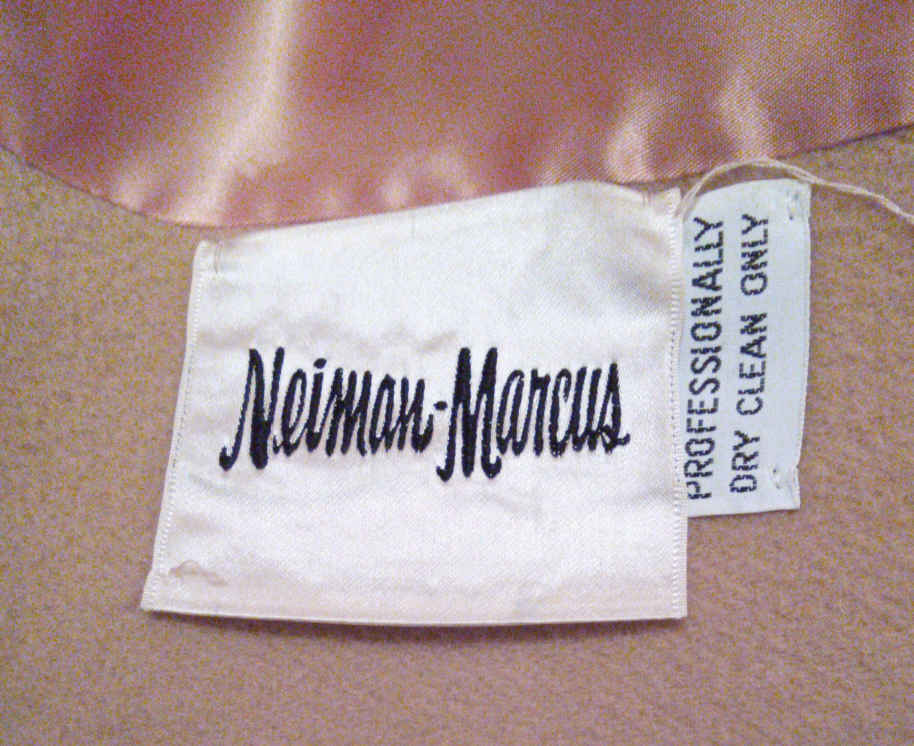 Neiman-Marcus
PROFESSIONALLY
DRY CLEAN ONLY